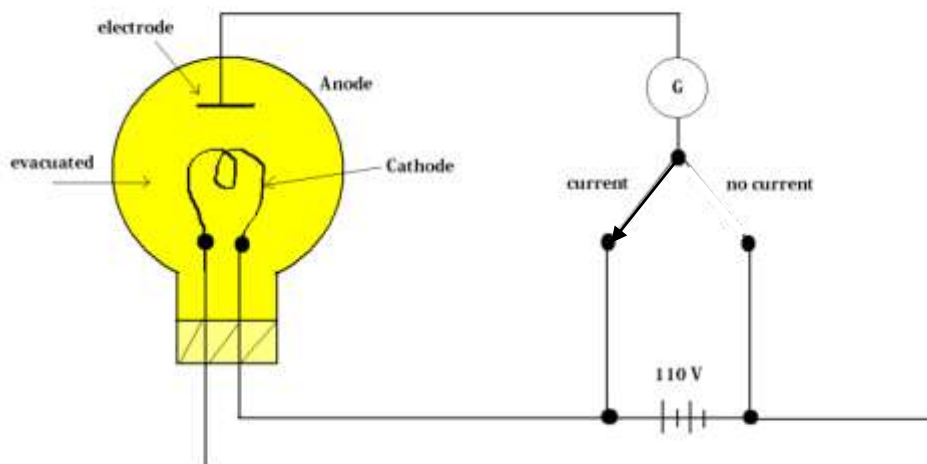 electrode
Anode
G
evacuated
Cathode
current
no current
110 V